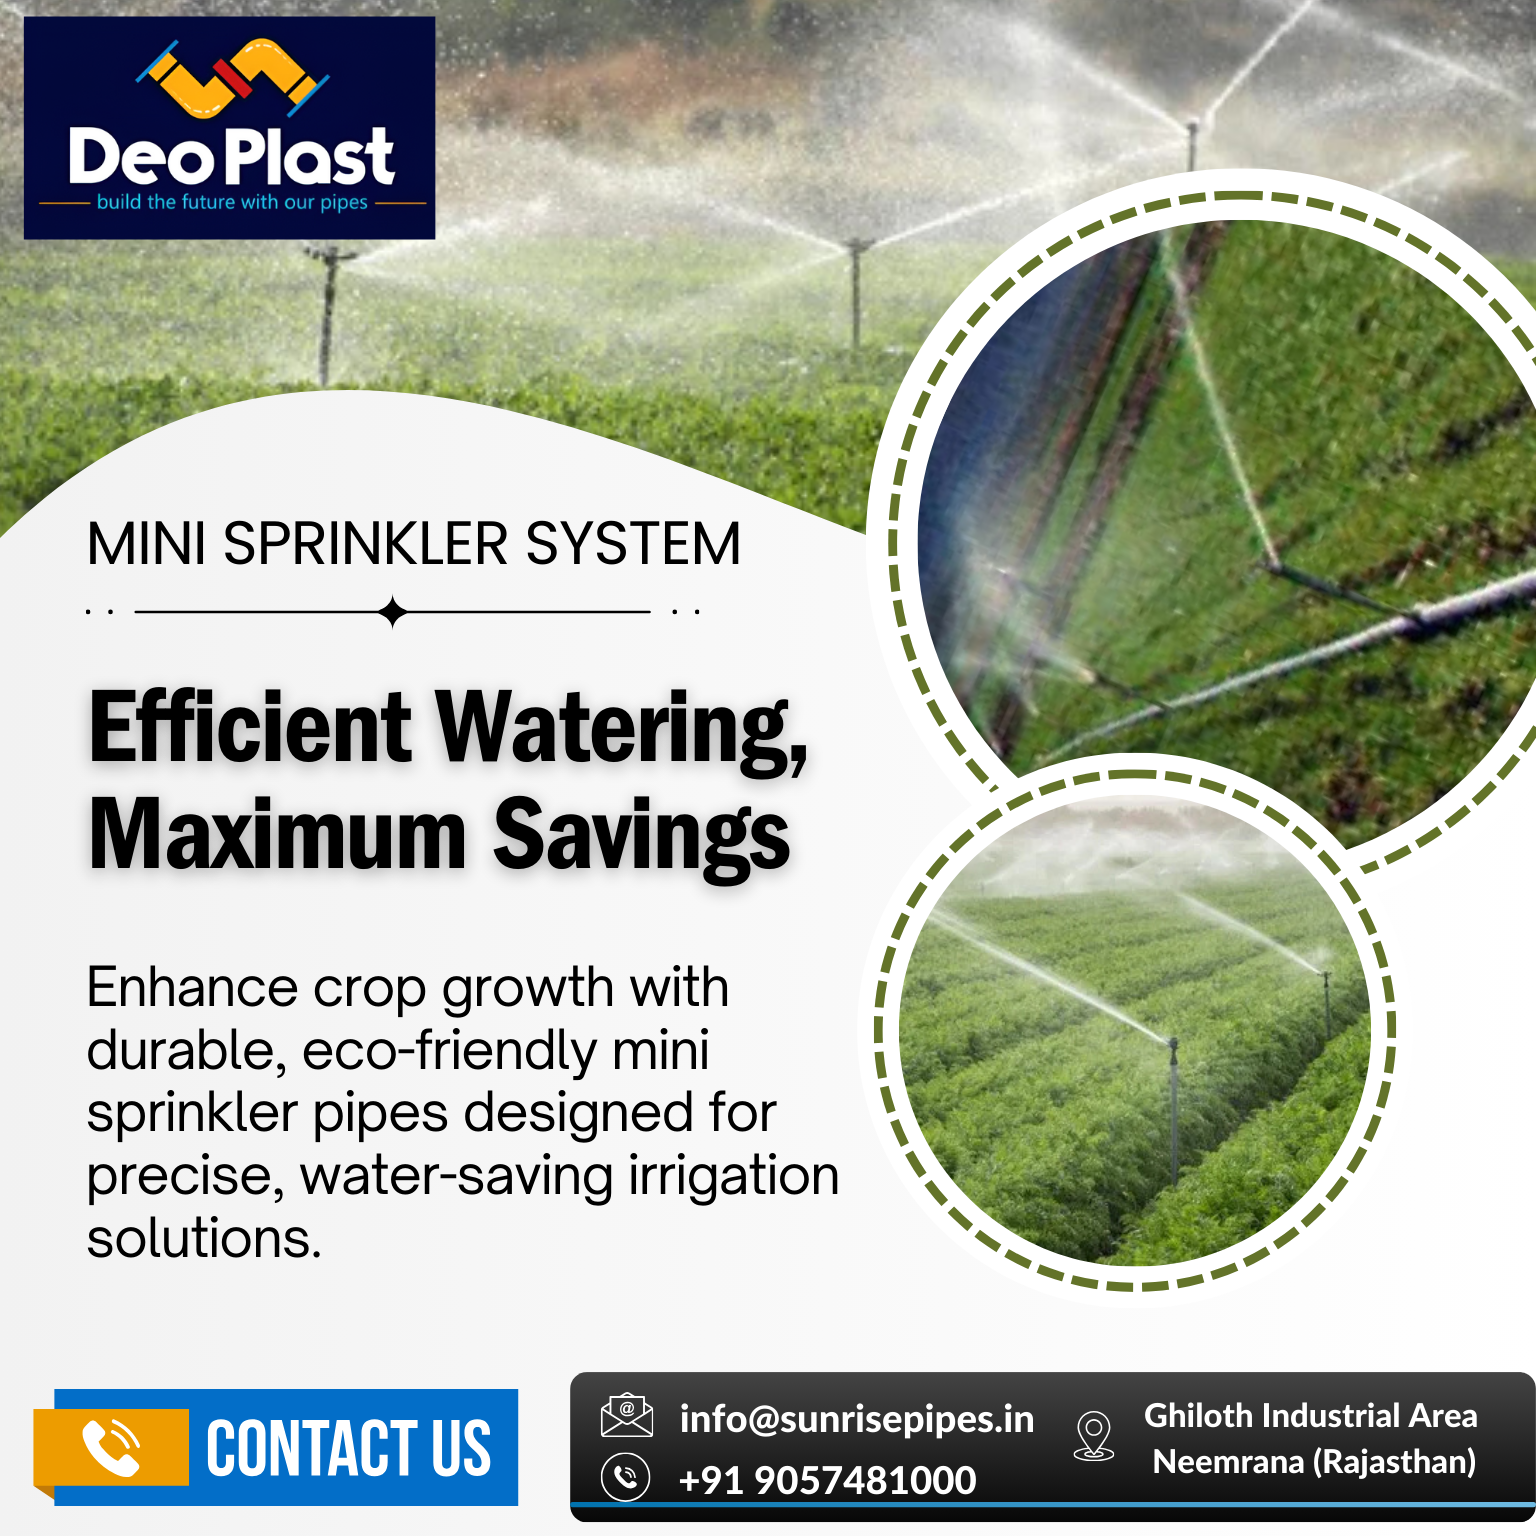 Deo Plast
build the future with our pipes
MINI SPRINKLER SYSTEM
Efficient Watering,
Maximum Savings
Enhance crop growth with
durable, eco-friendly mini
sprinkler pipes designed for
precise, water-saving irrigation
solutions.
CONTACT US
@
info@sunrisepipes.in
+91 9057481000
Ghiloth Industrial Area
Neemrana (Rajasthan)